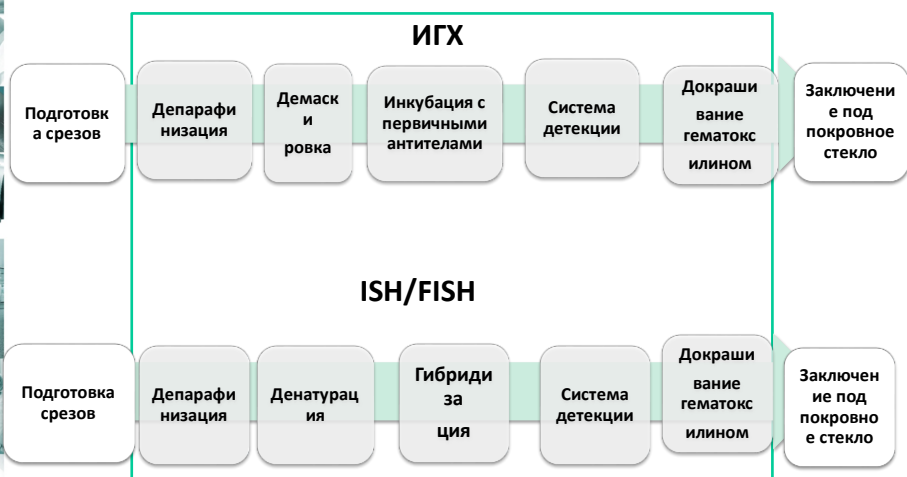 ИГХ
Подготовк
а срезов
Депарафи
низация
Демаск
и
ровка
Инкубация с
первичными
антителами
Система
детекции
Докраши
вание
гематокс
илином
Заключени
е под
покровное
стекло
ISH/FISH
Подготовка
срезов
Депарафи
низация
Денатурац
ия
Гибриди
за
ция
Система
детекции
Докраши
вание
гематокс
илином
Заключен
ие под
покровно
е стекло